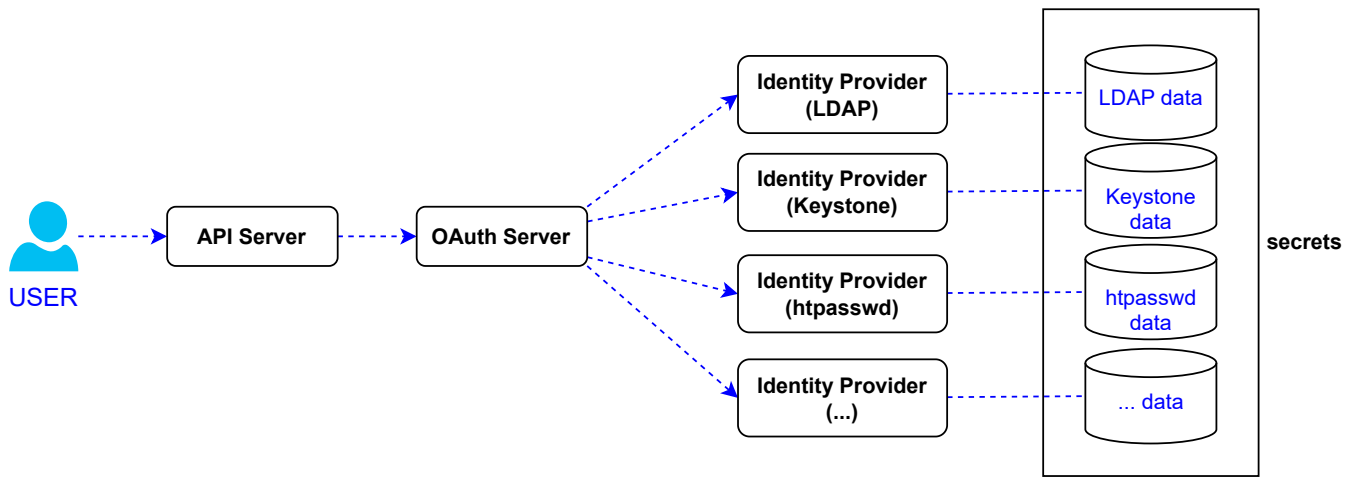 USER
API Server
OAuth Server
Identity Provider
(LDAP)
Identity Provider
(Keystone)
Identity Provider
(htpasswd)
Identity Provider
(...)
LDAP data
Keystone
data
htpasswd
data
... data
secrets